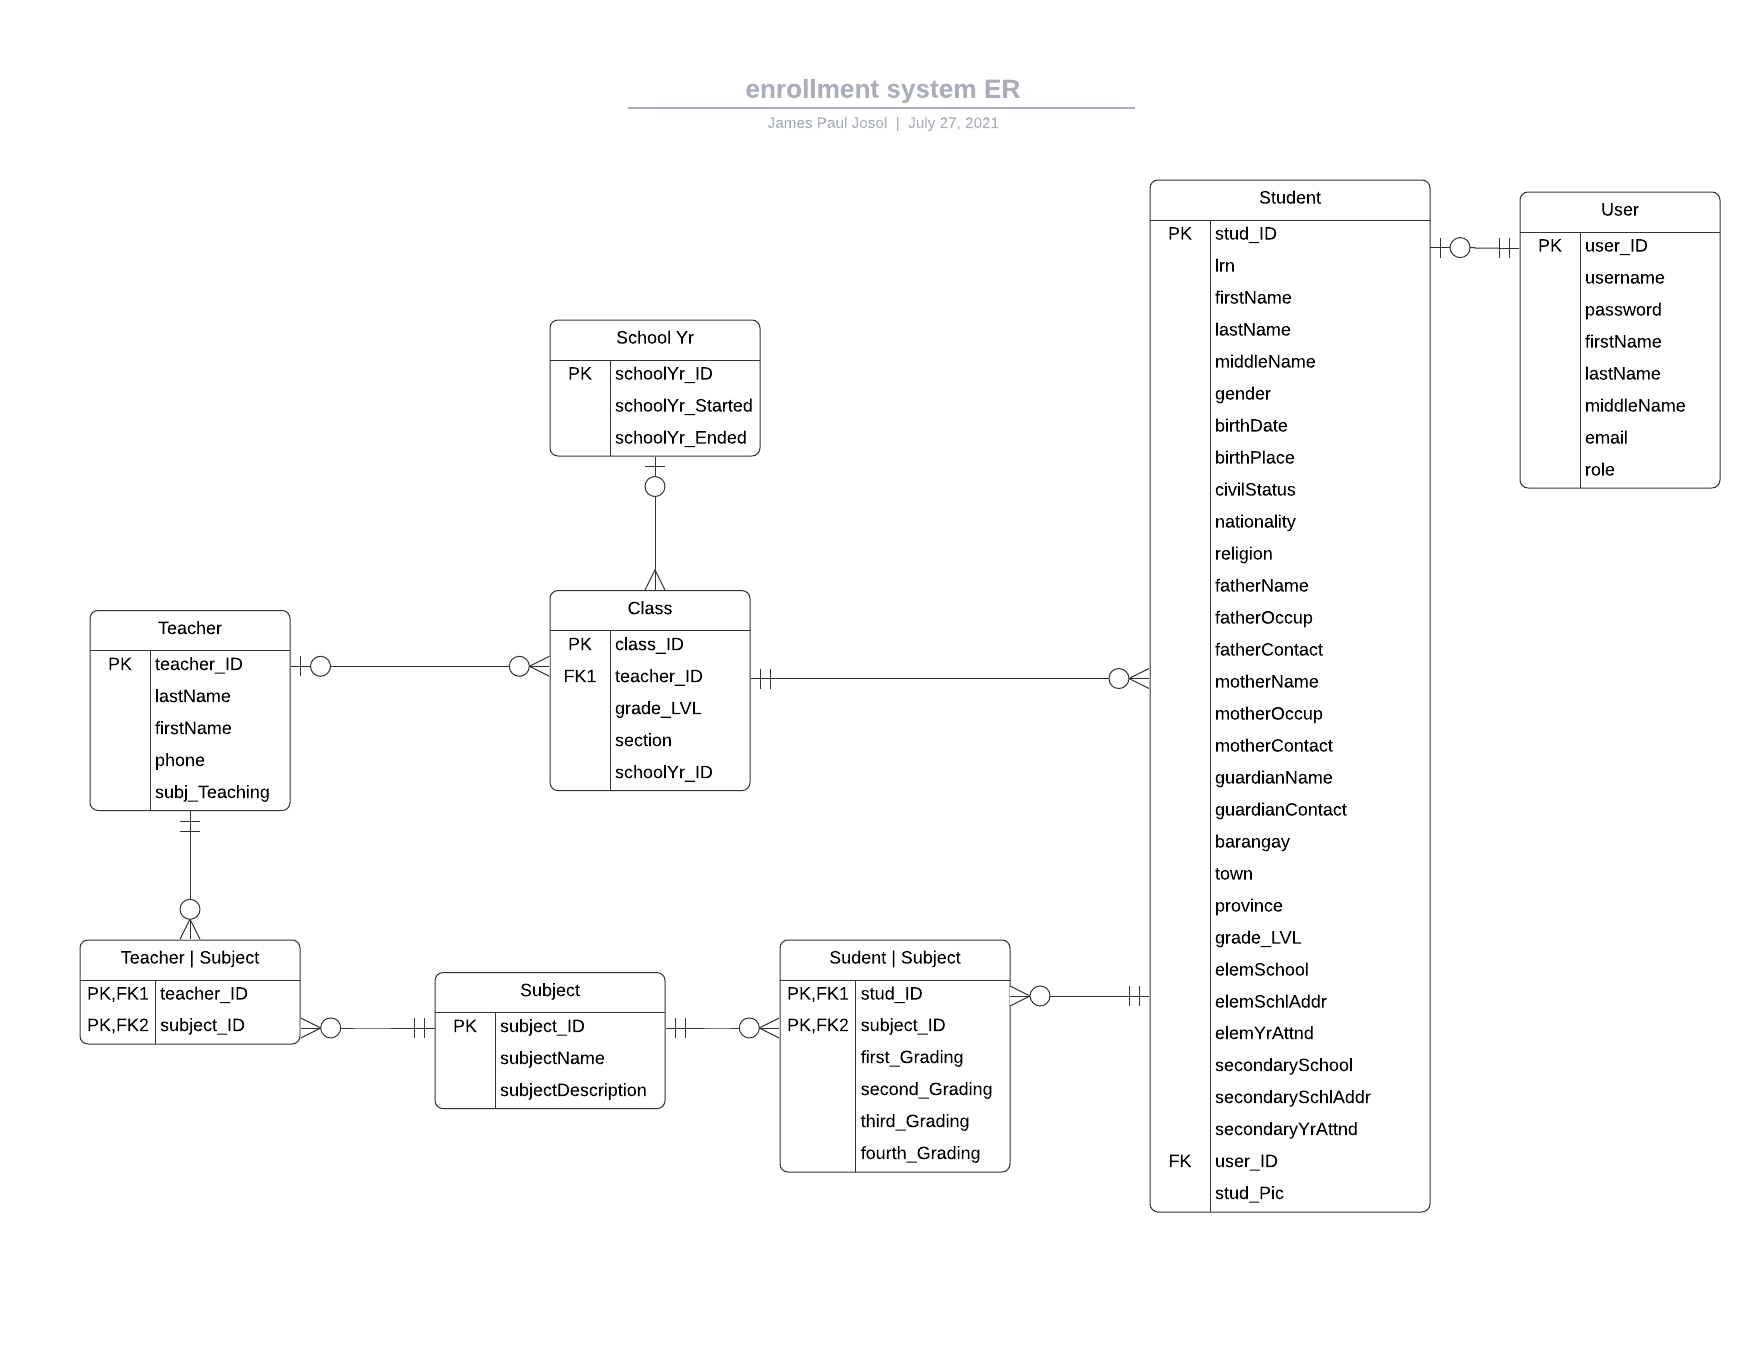 enrollment system ER
James Paul Josol | July 27, 2021
Student
PK stud_ID
lrn
firstName
lastName
middleName
gender
birthDate
birthPlace
civilStatus
nationality
religion
fatherName
fatherOccup
fatherContact
motherName
motherOccup
motherContact
guardianName
guardianContact
barangay
town
province
grade_LVL
elemSchool
elemSchlAddr
elemYrAttnd
secondarySchool
secondarySchlAddr
secondaryYrAttnd
FK user_ID
stud_Pic
User
PK user_ID
username
password
firstName
lastName
middleName
email
role
School Yr
PK schoolYr_ID
schoolYr_Started
schoolYr_Ended
Class
PK class_ID
FK1 teacher_ID
grade_LVL
section
schoolYr_ID
Teacher
PK teacher_ID
lastName
firstName
phone
subj_Teaching
Teacher | Subject
PK,FK1 teacher_ID
PK,FK2 subject_ID
Subject
PK subject_ID
subjectName
subjectDescription
Sudent | Subject
PK,FK1 stud_ID
PK,FK2 subject_ID
first_Grading
second_Grading
third_Grading
fourth_Grading